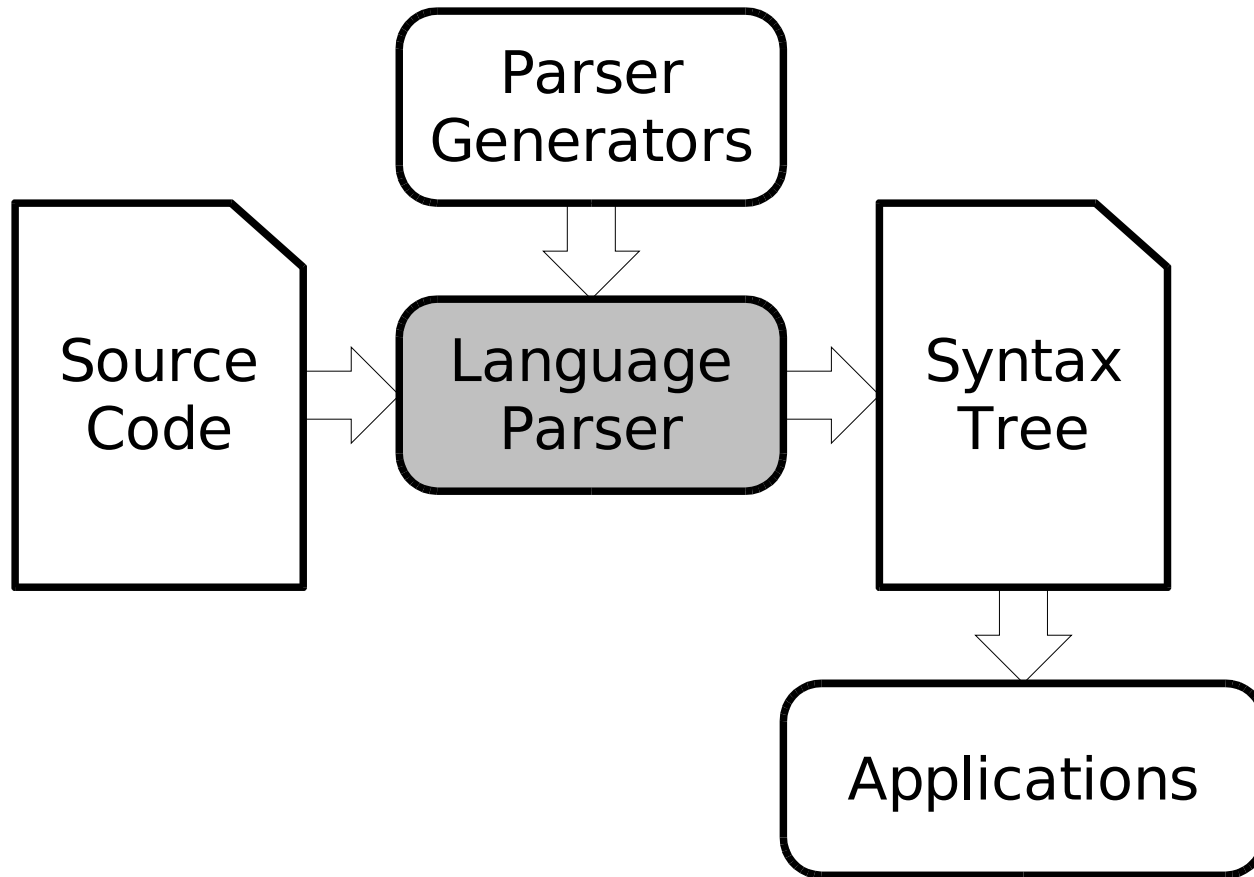 Parser
Generators
Source
Code
Language
Parser
Syntax
Tree
Applications